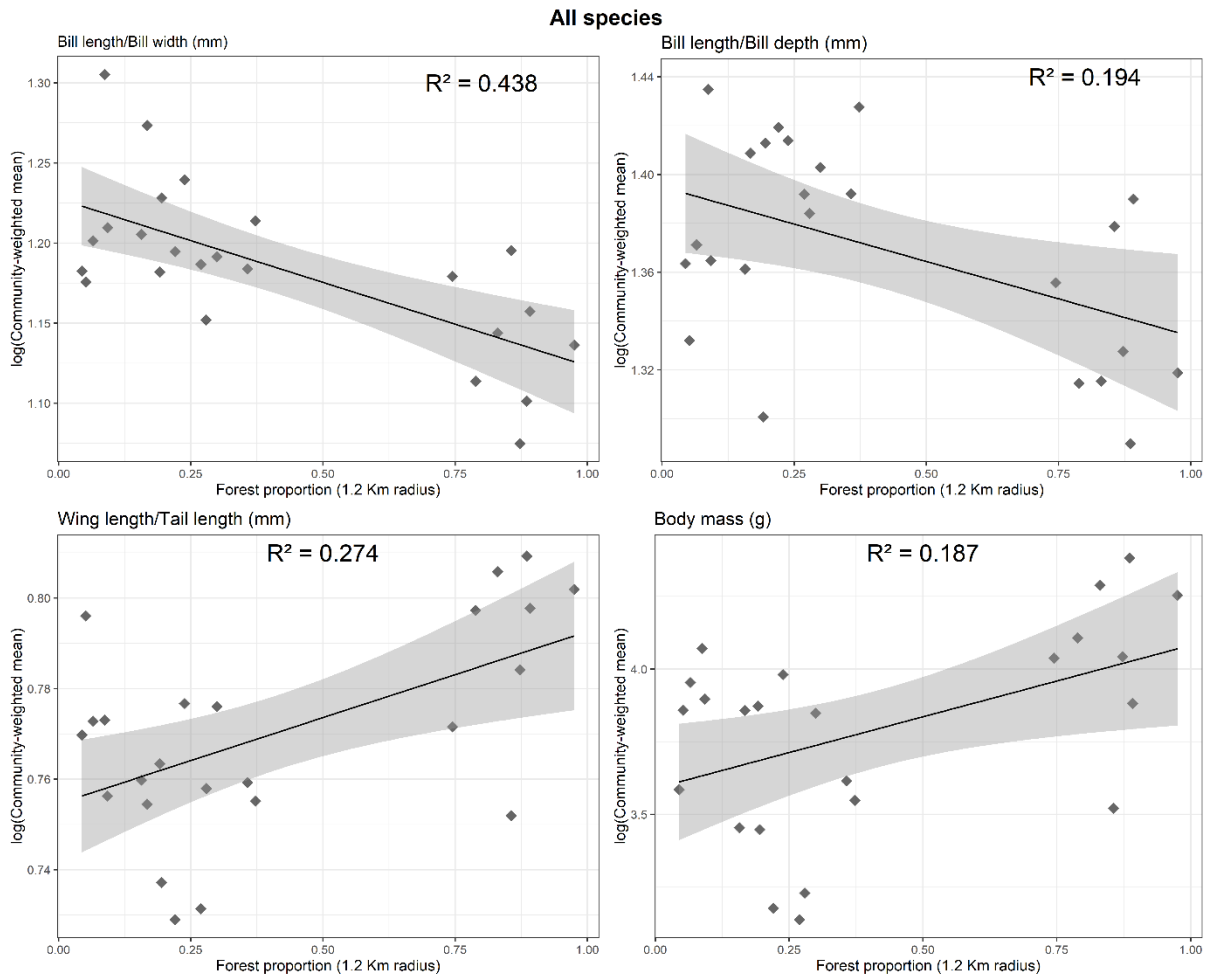 All species
Bill length/Bill width (mm)
R² = 0.438
log(Community-weighted mean)
1.30
1.25
1.20
1.15
1.10
0.00 0.25 0.50 0.75 1.00
Forest proportion (1.2 Km radius)
Bill length/Bill depth (mm)
R² = 0.194
log(Community-weighted mean)
1.44
1.40
1.36
1.32
0.00 0.25 0.50 0.75 1.00
Forest proportion (1.2 Km radius)
Wing length/Tail length (mm)
R² = 0.274
log(Community-weighted mean)
0.80
0.78
0.76
0.74
0.00 0.25 0.50 0.75 1.00
Forest proportion (1.2 Km radius)
Body mass (g)
R² = 0.187
log(Community-weighted mean)
4.0
3.5
0.00 0.25 0.50 0.75 1.00
Forest proportion (1.2 Km radius)